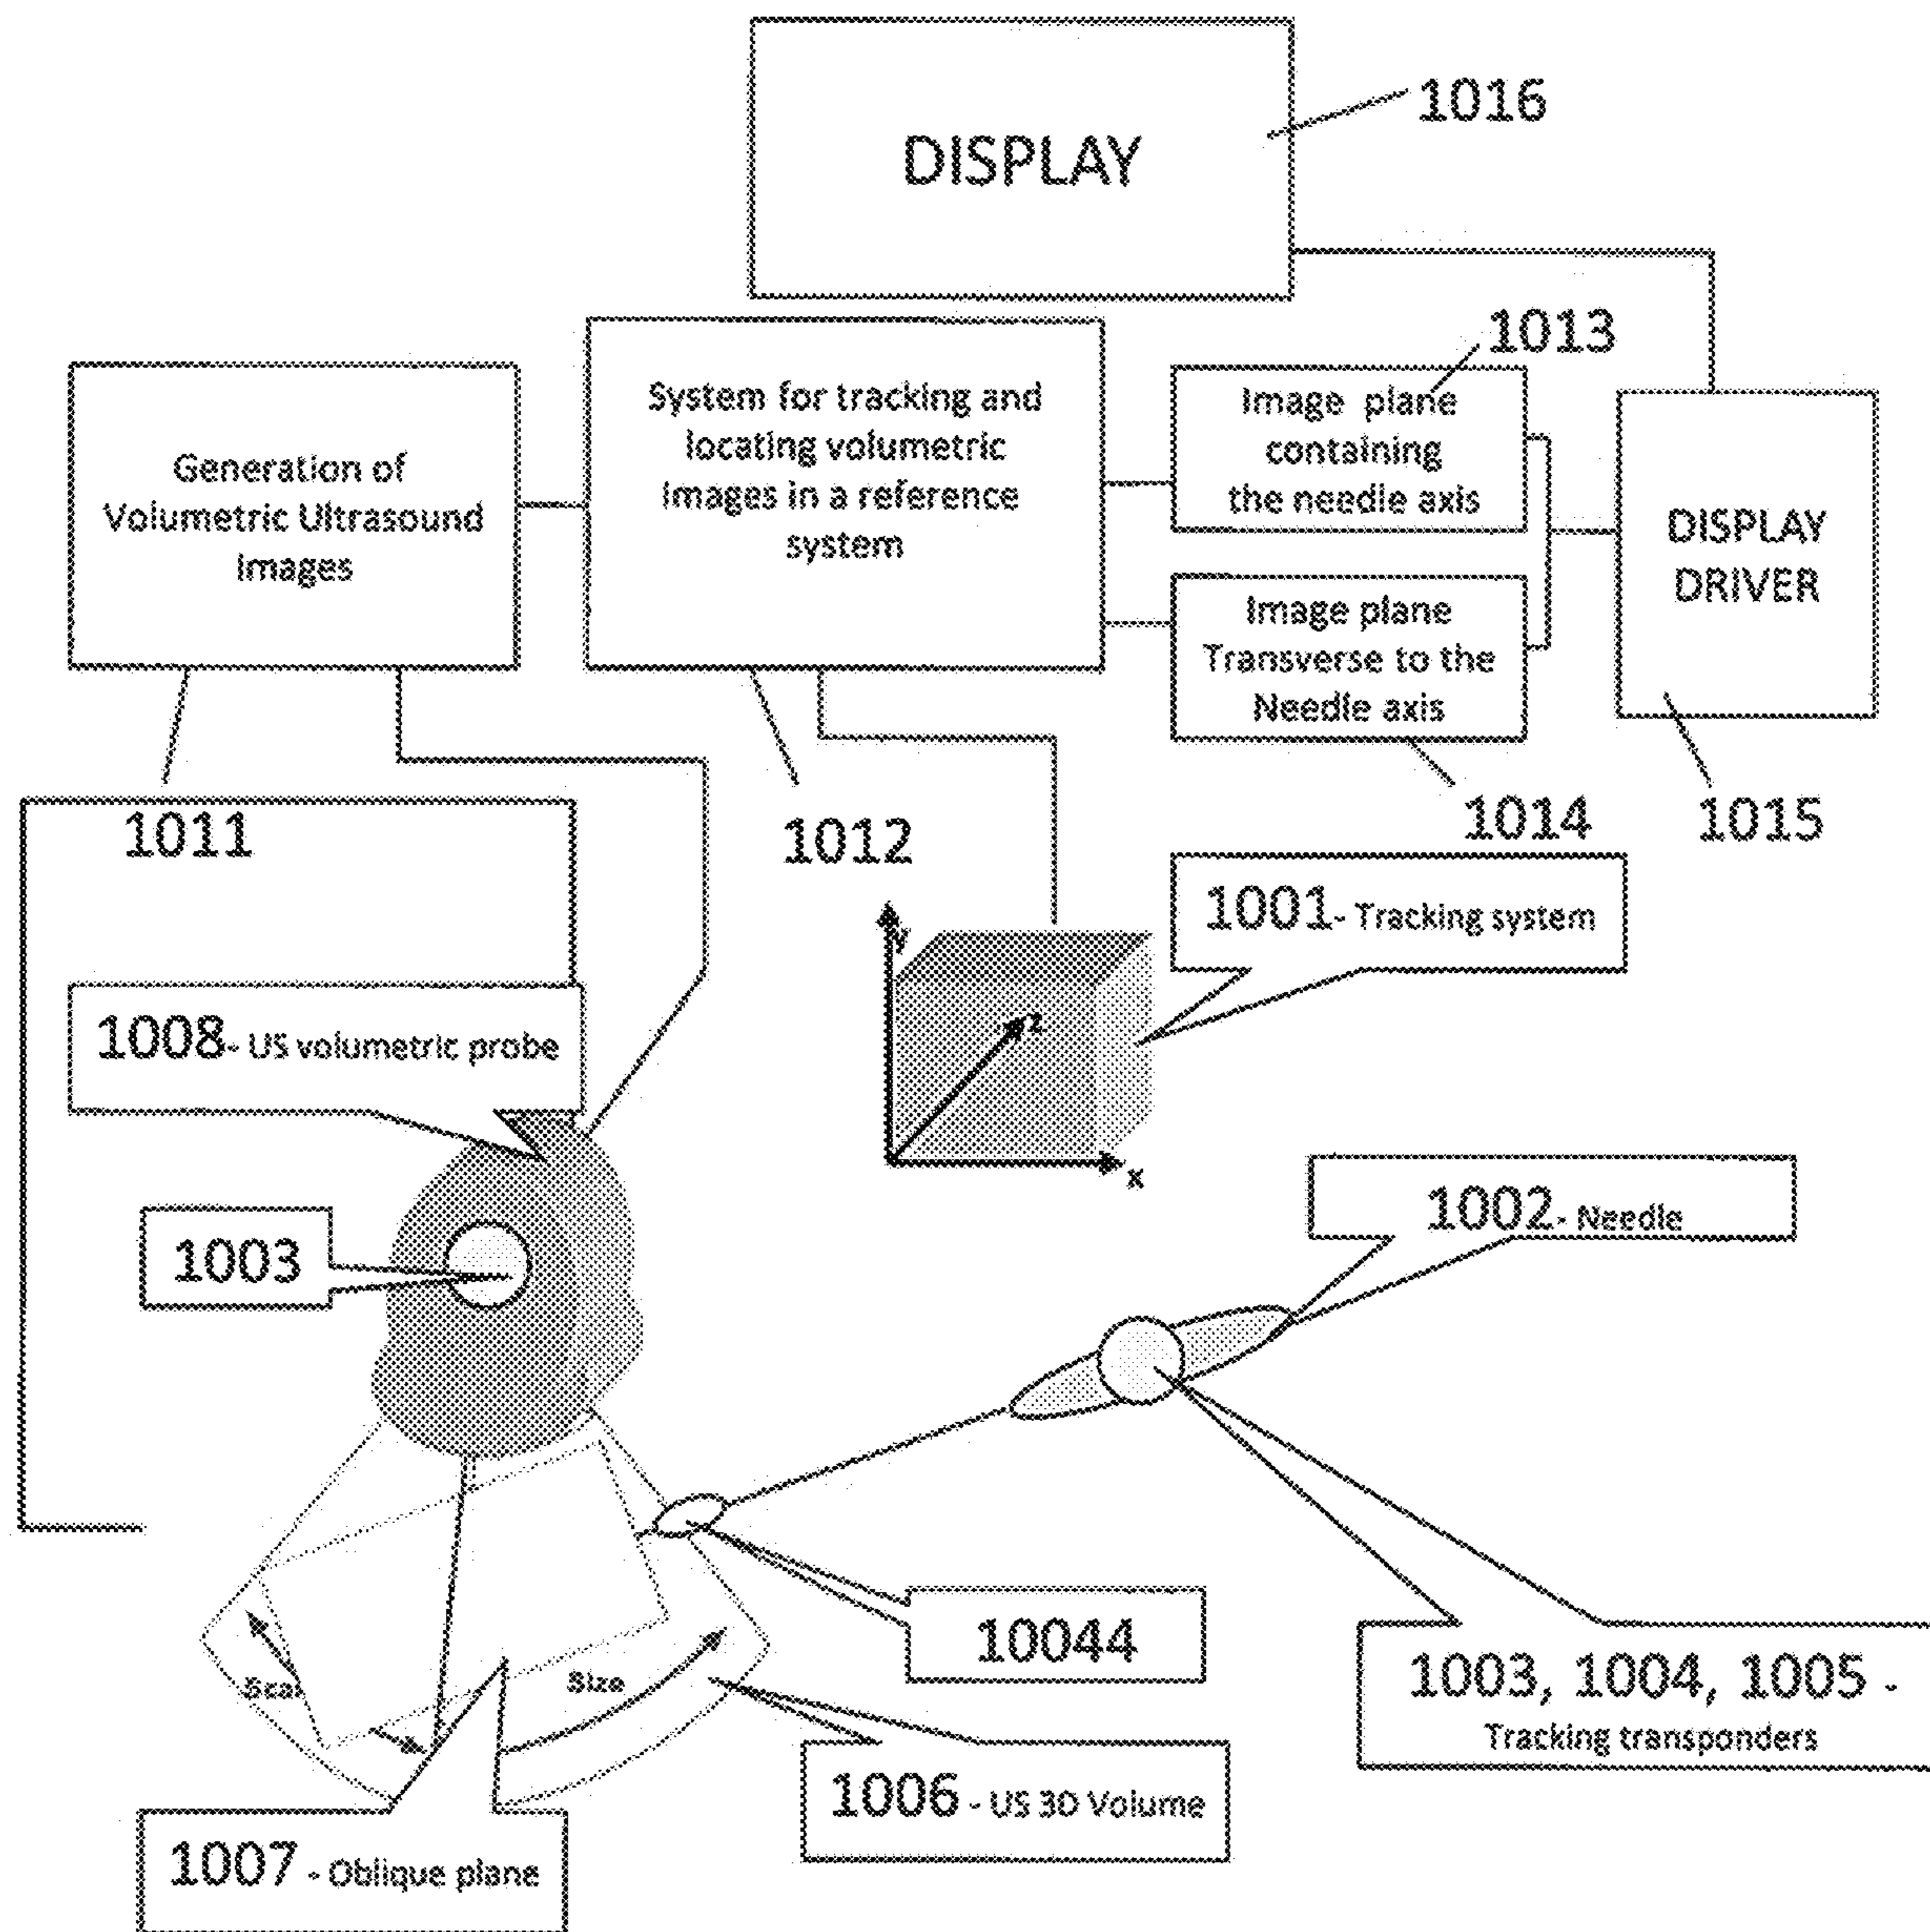 DISPLAY
1016
1013
Generation of
Volumetric Ultrasound
Images
System for tracking and
locating volumetric
Images in a reference
system
Image plane
containing
the needle axis
Image plane
Transverse to the
Needle axis
DISPLAY
DRIVER
1011
1012
1014
1015
1001- Tracking system
y
z
x
1008- US volumetric probe
1003
1002- Needle
10044
1003, 1004, 1005 -
Tracking transponders
Scal
Size
1006 - US 3D Volume
1007 - Oblique plane